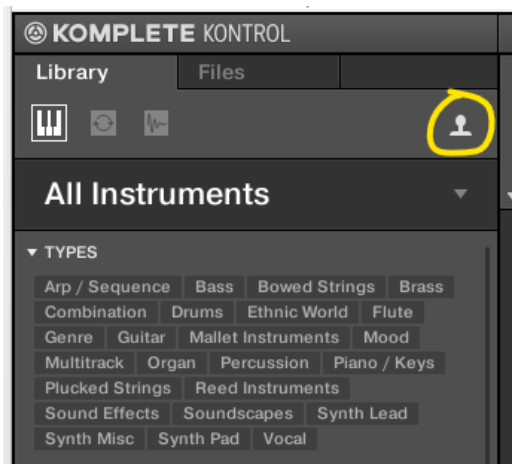 KOMPLETE KONTROL
Library Files
All Instruments
TYPES
Arp / Sequence Bass Bowed Strings Brass
Combination Drums Ethnic World Flute
Genre Guitar Mallet Instruments Mood
Multitrack Organ Percussion Piano / Keys
Plucked Strings Reed Instruments
Sound Effects Soundscapes Synth Lead
Synth Misc Synth Pad Vocal